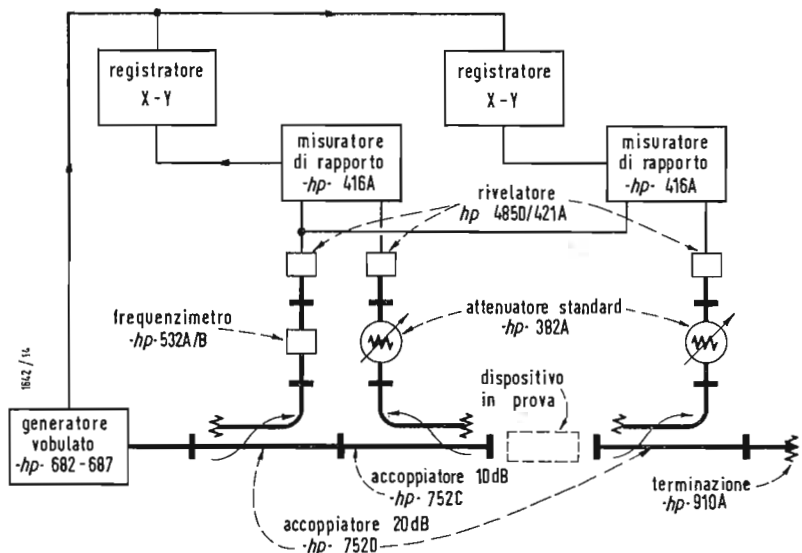 registratore
X-Y
registratore
X-Y
misuratore
di rapporto
-hp- 416A
misuratore
di rapporto
-hp- 416A
rivelatore
hp 485D/421A
frequenzimetro
-hp-532A/B
attenuatore standard
-hp- 382A
1642/14
dispositivo
in prova
generatore
vobulato
-hp- 682-687
accoppiatore 10dB
-hp- 752C
accoppiatore 20dB
-hp- 752D
terminazione
-hp-910A